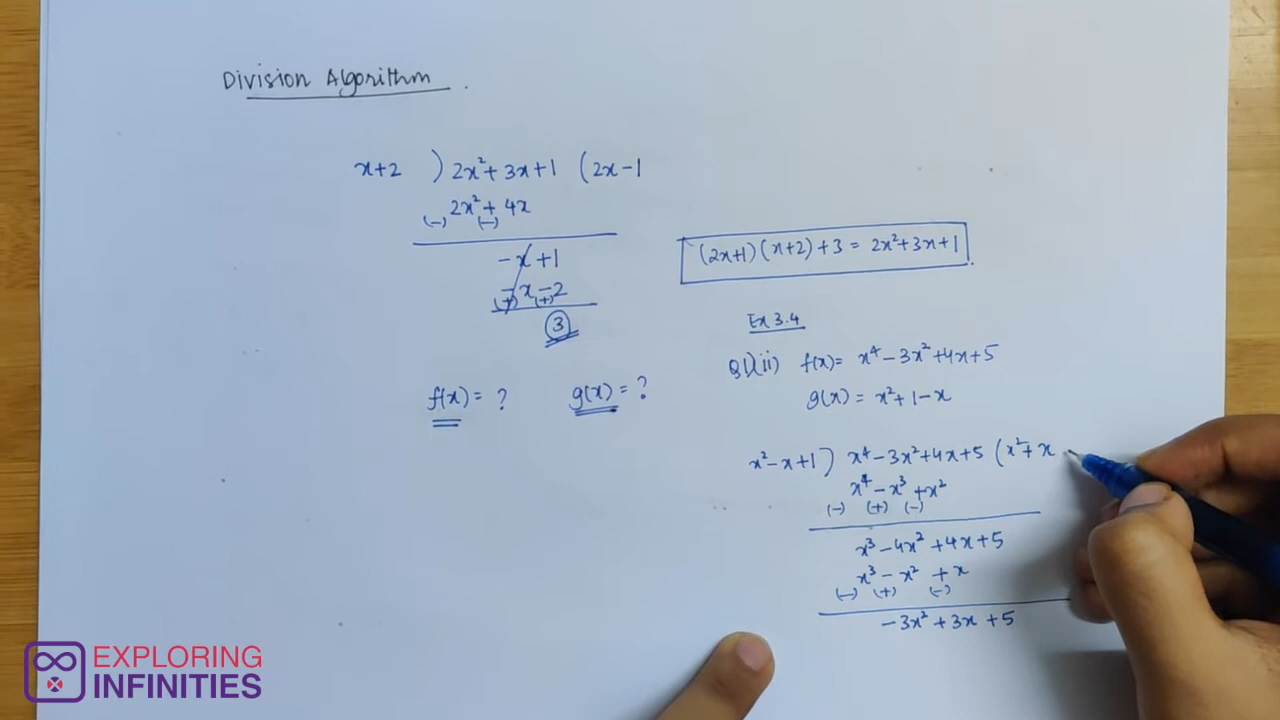 Division Algorithm .
x+2 ) 2x²+ 3x+1 (2x-1
2x²+ 4x
(-) (-)
-x +1
-x -2
(+) (+)
3
f(x) = ? g(x) = ?
(2x+1) (x+2) +3 = 2x²+3x+1 .
Ex 3.4
Q1(ii) f(x)= x⁴-3x²+4x+5
g(x) = x²+1-x
x²-x+1) x⁴-3x²+4x+5 (x²+x
x⁴-x³+x²
(-) (+) (-)
x³-4x²+4x+5
x³-x² +x
(-) (+) (-)
-3x²+3x+5
EXPLORING
INFINITIES